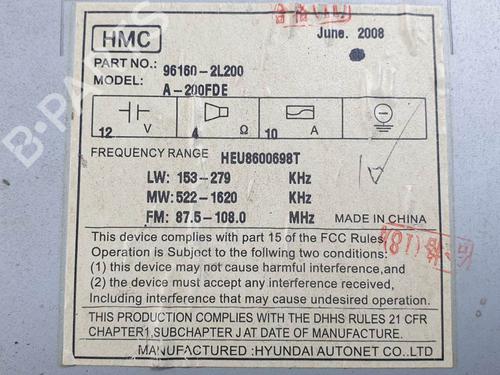 HMC
June. 2008
PART NO.: 96160-2L200
MODEL: A-200FDE
12 V 4 Ω 10 A
FREQUENCY RANGE HEU8600698T
LW: 153-279 KHz
MW: 522-1620 KHz
FM: 87.5-108.0 MHz
MADE IN CHINA
This device complies with part 15 of the FCC Rules
Operation is Subject to the followng two conditions:
(1) this device may not cause harmful interference,and
(2) the device must accept any interference received,
Including interference that may cause undesired operation.
THIS PRODUCTION COMPLIES WITH THE DHHS RULES 21 CFR
CHAPTER1,SUBCHAPTER J,AT DATE OF MANUFACTURE.
MANUFACTURED :HYUNDAI AUTONET CO..LTD
B-PARTS